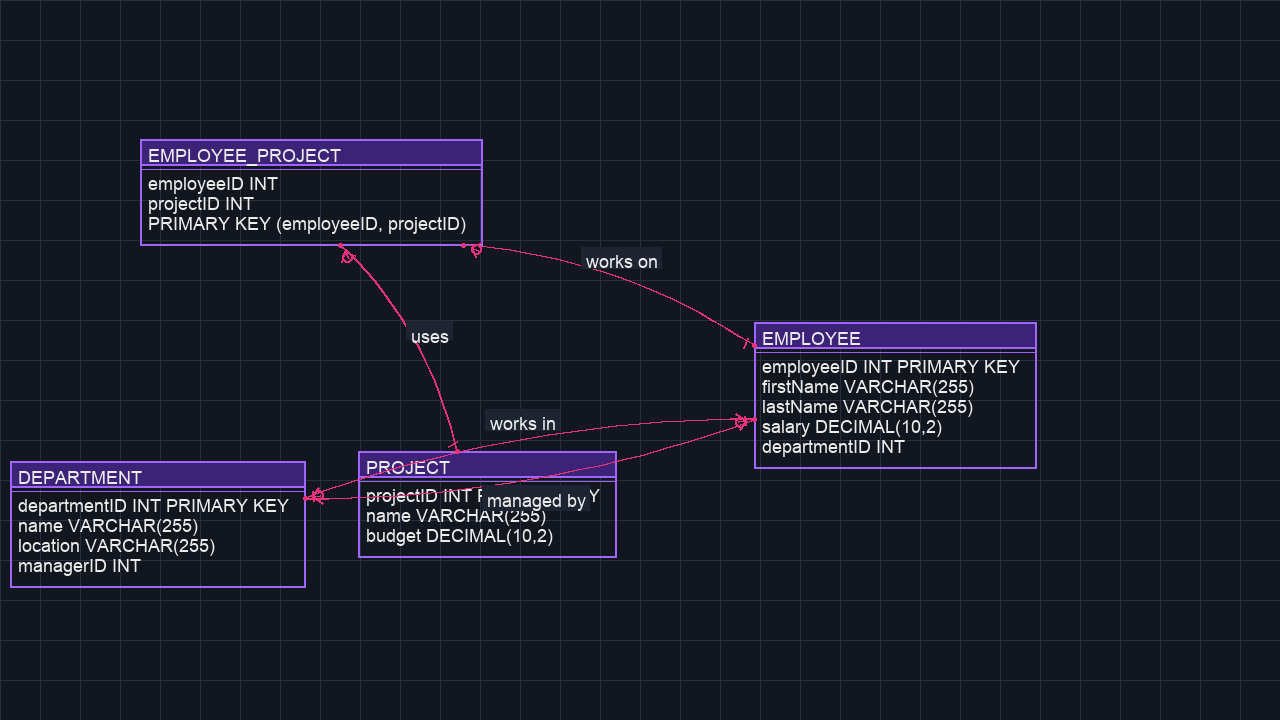 EMPLOYEE_PROJECT
employeeID INT
projectID INT
PRIMARY KEY (employeeID, projectID)
works on
uses
EMPLOYEE
employeeID INT PRIMARY KEY
firstName VARCHAR(255)
lastName VARCHAR(255)
salary DECIMAL(10,2)
departmentID INT
works in
PROJECT
projectID INT
name VARCHAR(255)
budget DECIMAL(10,2)
managed by
DEPARTMENT
departmentID INT PRIMARY KEY
name VARCHAR(255)
location VARCHAR(255)
managerID INT